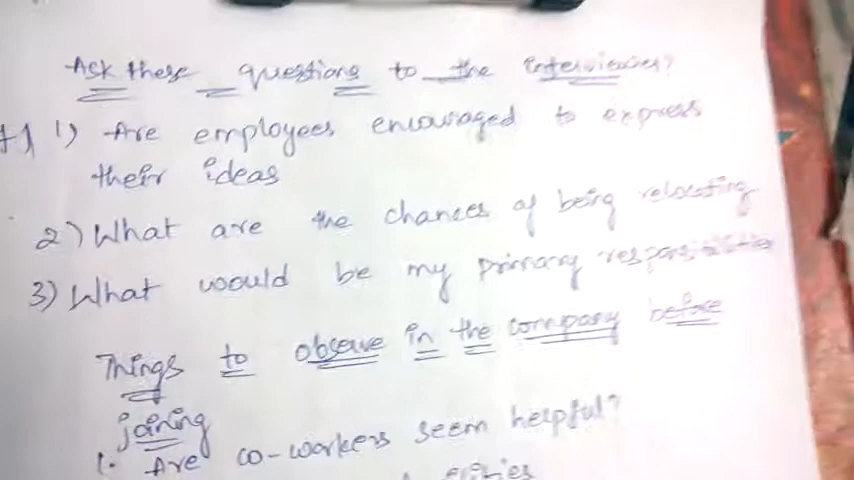 Ask these questions to the interviewer?
1) Are employees encouraged to express
their ideas
2) What are the chances of being relocating
3) What would be my primary
Things to observe in the company before
joining
1. Are co-workers seem helpful?